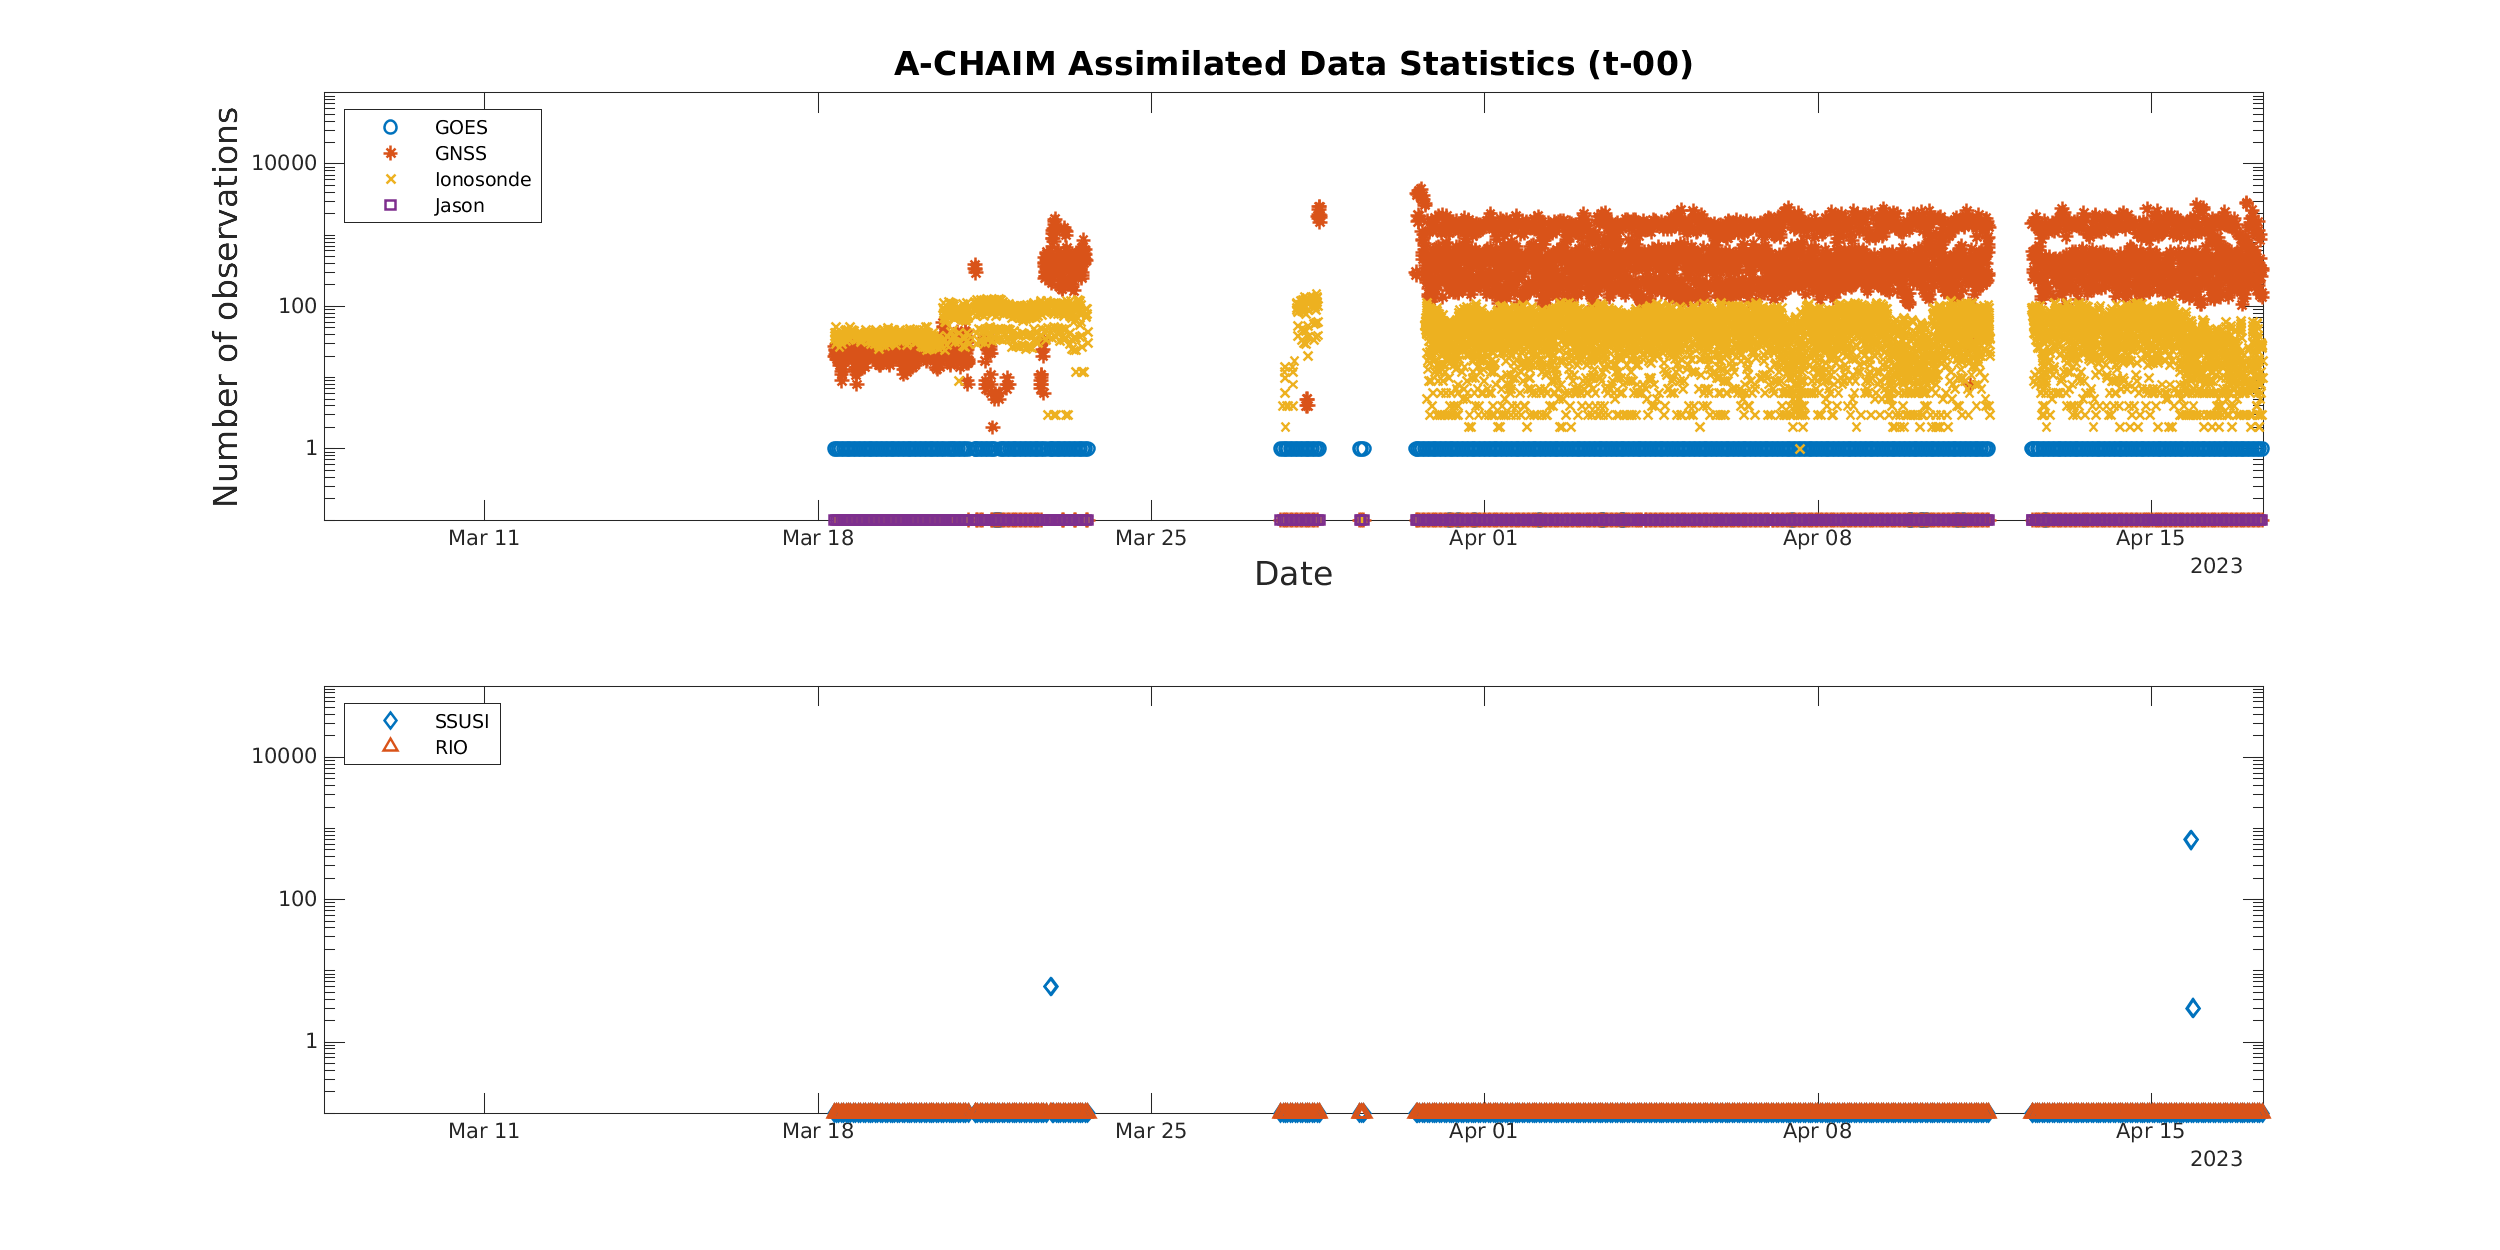 A-CHAIM Assimilated Data Statistics (t-00)
Number of observations
10000
100
1
GOES
GNSS
Ionosonde
Jason
Mar 11
Mar 18
Mar 25
Apr 01
Apr 08
Apr 15
2023
Date
10000
100
1
SSUSI
RIO
Mar 11
Mar 18
Mar 25
Apr 01
Apr 08
Apr 15
2023